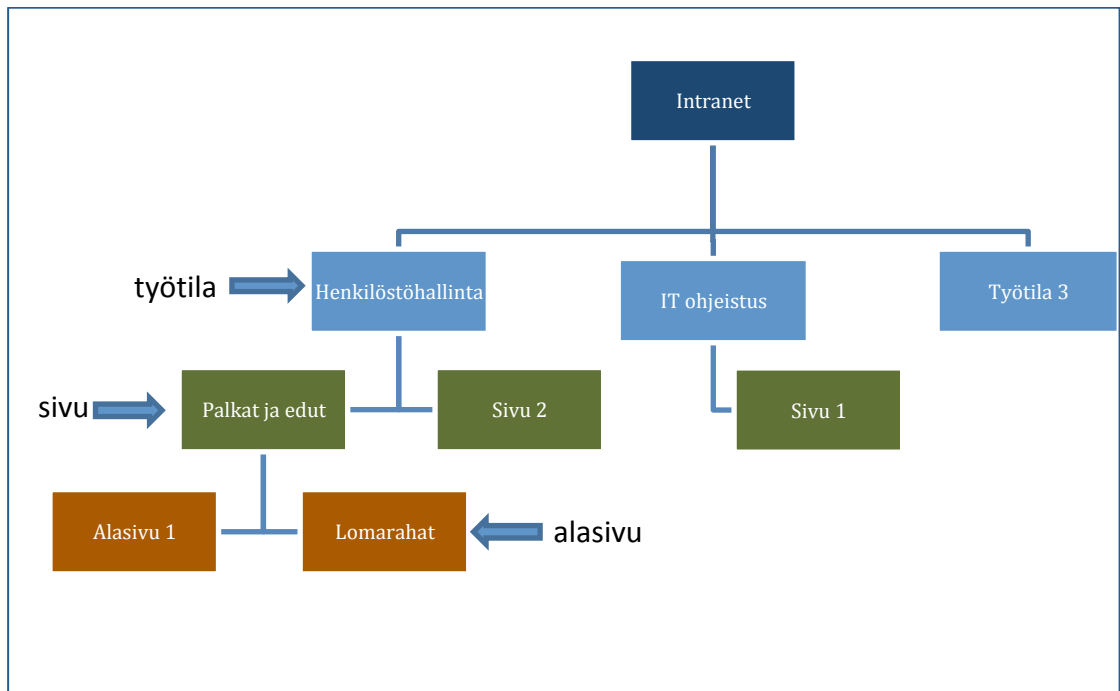 Intranet
työtila
Henkilöstöhallinta
IT ohjeistus
Työtila 3
sivu
Palkat ja edut
Sivu 2
Sivu 1
Alasivu 1
Lomarahat
alasivu